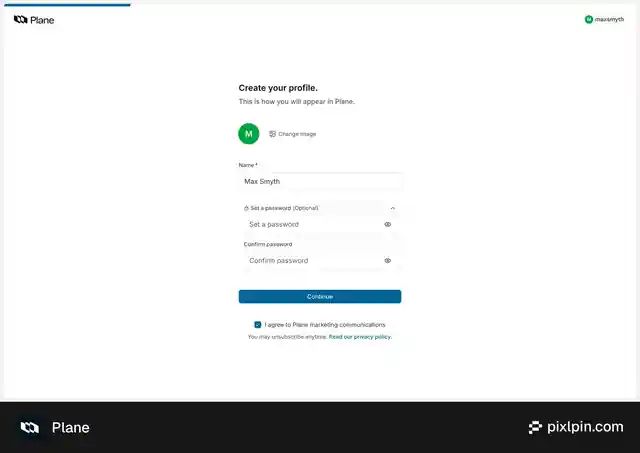 Plane
M maxsmyth
Create your profile.
This is how you will appear in Plane.
M
Change image
Name *
Max Smyth
Set a password (Optional)
Set a password
Confirm password
Confirm password
Continue
I agree to Plane marketing communications
You may unsubscribe anytime. Read our privacy policy.
Plane
pixlpin.com